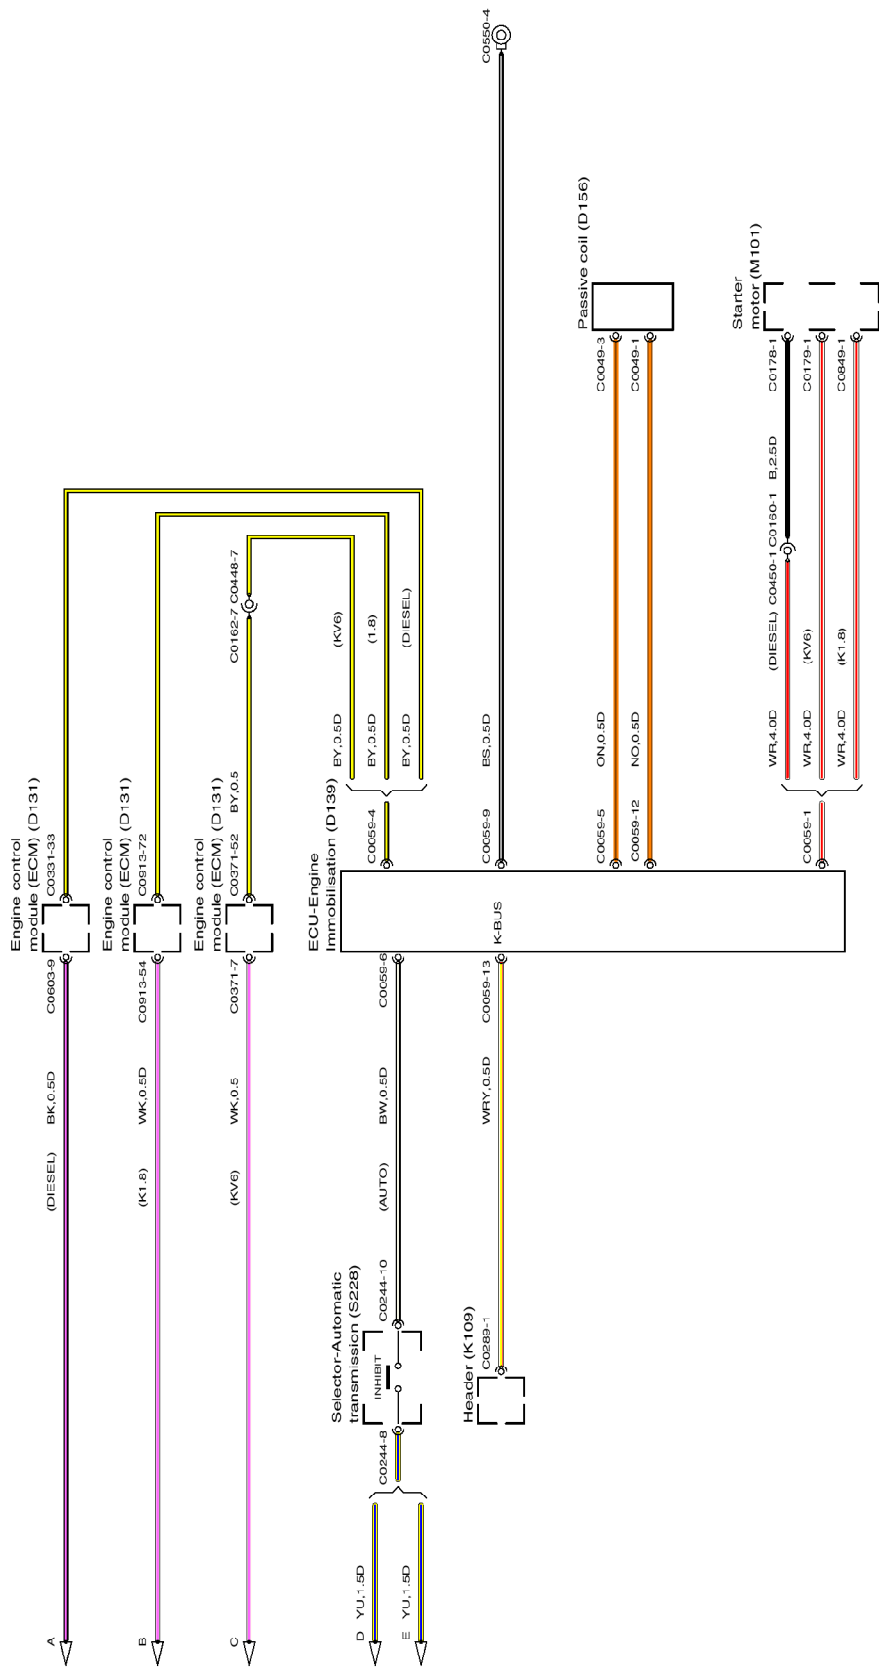 C0550-4
Passive coil (D156)
C0049-3
C0049-1
Starter
motor (M101)
C0178-1
C0179-1
C0849-1
B,2.5D
C0160-1
C0450-1
(DIESEL)
(KV6)
(K1.8)
WR,4.0D
WR,4.0D
WR,4.0D
C0059-1
ON,0.5D
NO,0.5D
C0059-5
C0059-12
BS,0.5D
C0059-9
C0448-7
C0162-7
(KV6)
(1.8)
(DIESEL)
BY,0.5D
BY,0.5D
BY,0.5D
C0059-4
BY,0.5
Engine control
module (ECM) (D131)
C0331-33
Engine control
module (ECM) (D131)
C0913-72
Engine control
module (ECM) (D131)
C0371-52
ECU-Engine
Immobilisation (D139)
K-BUS
C0603-9
C0913-54
C0371-7
C0059-6
C0059-13
BK,0.5D
WK,0.5D
WK,0.5
BW,0.5D
WRY,0.5D
(DIESEL)
(K1.8)
(KV6)
(AUTO)
Selector-Automatic
transmission (S228)
C0244-10
INHIBIT
C0244-8
Header (K109)
C0289-1
A
B
C
D YU,1.5D
E YU,1.5D